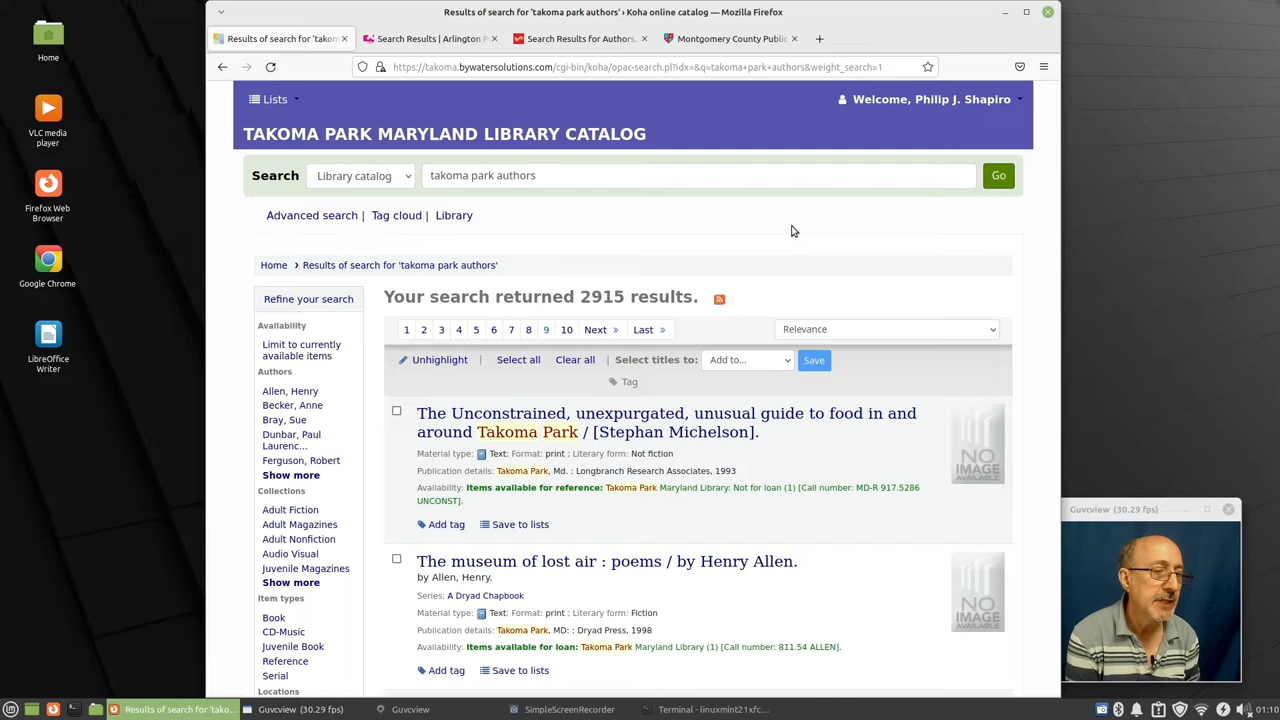 Results of search for 'takoma park authors' › Koha online catalog — Mozilla Firefox
Results of search for 'takom
Search Results | Arlington P
Search Results for Authors.
Montgomery County Public
https://takoma.bywatersolutions.com/cgi-bin/koha/opac-search.pl?idx=&q=takoma+park+authors&weight_search=1
Home
VLC media
player
Firefox Web
Browser
Google Chrome
LibreOffice
Writer
Lists
Welcome, Philip J. Shapiro
TAKOMA PARK MARYLAND LIBRARY CATALOG
Search Library catalog takoma park authors Go
Advanced search | Tag cloud | Library
Home › Results of search for 'takoma park authors'
Refine your search
Availability
Limit to currently
available items
Authors
Allen, Henry
Becker, Anne
Bray, Sue
Dunbar, Paul
Laurenc...
Ferguson, Robert
Show more
Collections
Adult Fiction
Adult Magazines
Adult Nonfiction
Audio Visual
Juvenile Magazines
Show more
Item types
Book
CD-Music
Juvenile Book
Reference
Serial
Locations
Your search returned 2915 results.
1 2 3 4 5 6 7 8 9 10 Next » Last »
Relevance
Unhighlight | Select all Clear all | Select titles to: Add to... Save
Tag
The Unconstrained, unexpurgated, unusual guide to food in and
around Takoma Park / [Stephan Michelson].
Material type: Text; Format: print ; Literary form: Not fiction
Publication details: Takoma Park, Md. : Longbranch Research Associates, 1993
Availability: Items available for reference: Takoma Park Maryland Library: Not for loan (1) [Call number: MD-R 917.5286
UNCONST].
Add tag Save to lists
NO
IMAGE
AVAILABLE
The museum of lost air : poems / by Henry Allen.
by Allen, Henry.
Series: A Dryad Chapbook
Material type: Text; Format: print ; Literary form: Fiction
Publication details: Takoma Park, MD: : Dryad Press, 1998
Availability: Items available for loan: Takoma Park Maryland Library (1) [Call number: 811.54 ALLEN].
Add tag Save to lists
NO
IMAGE
AVAILABLE
Guvcview (30.29 fps)
Results of search for 'tako...
Guvcview (30.29 fps)
Guvcview
SimpleScreenRecorder
Terminal - linuxmint21xfc...
01:10